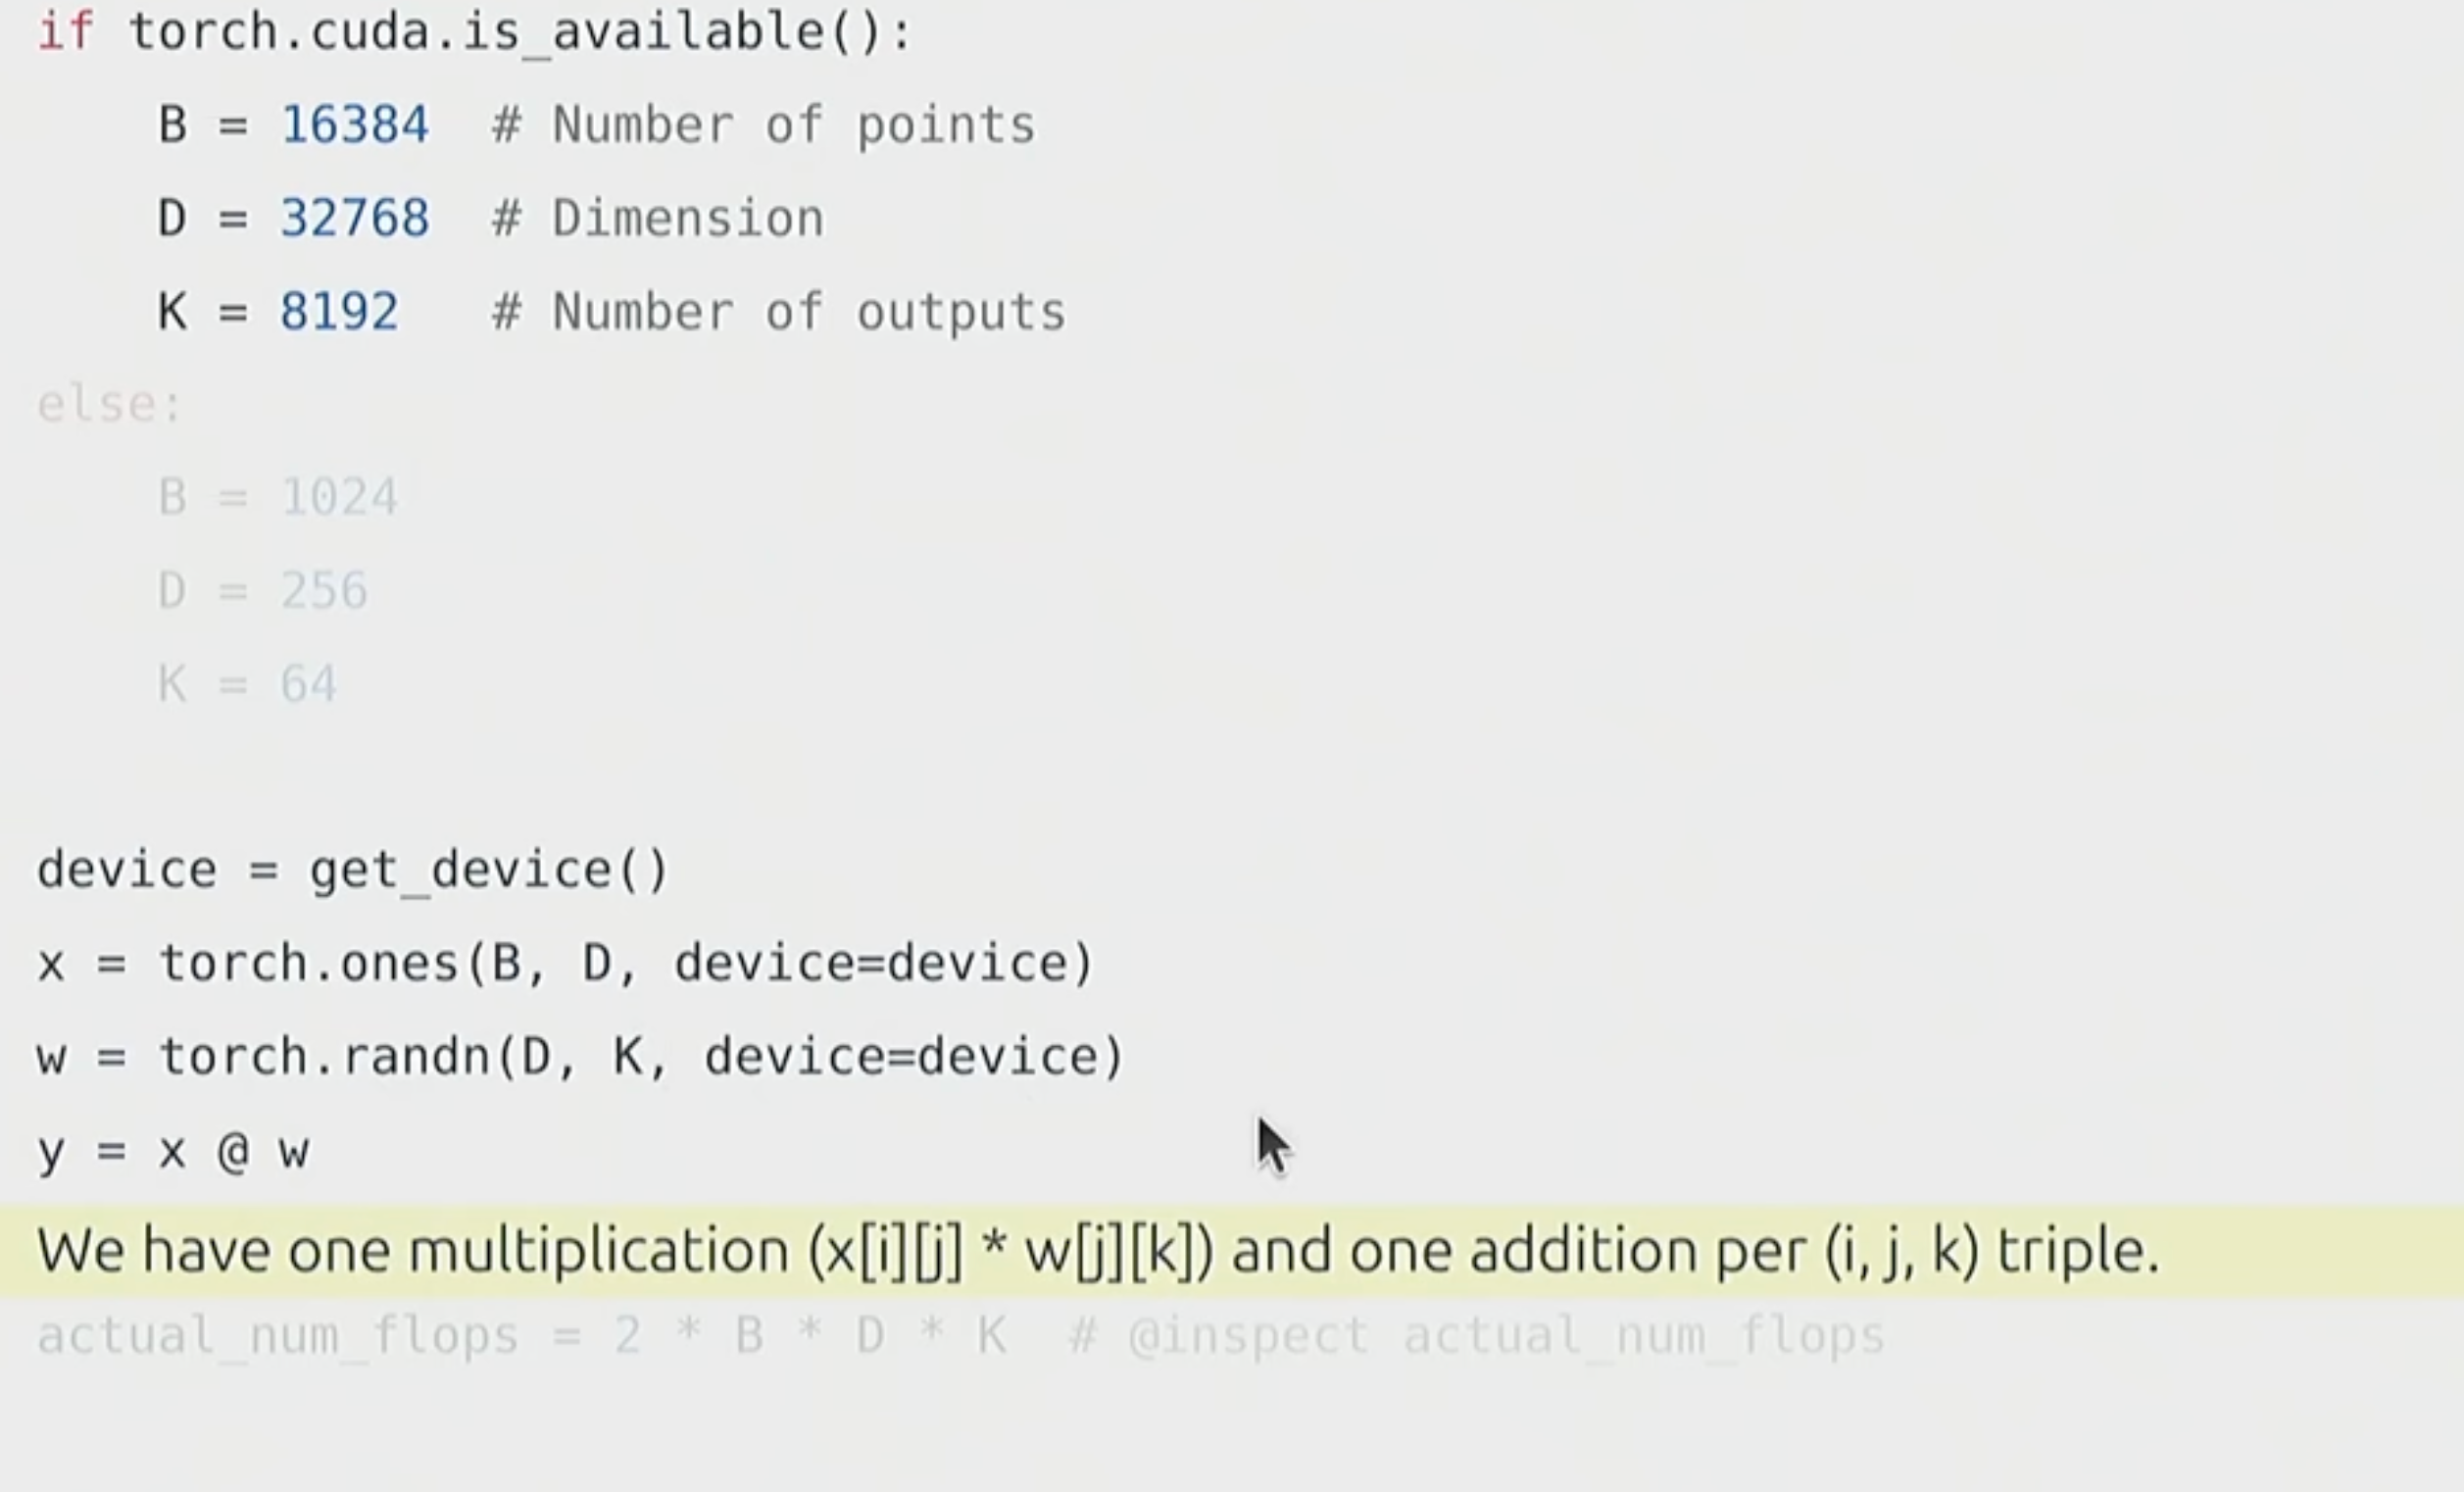 if torch.cuda.is_available():
    B = 16384  # Number of points
    D = 32768  # Dimension
    K = 8192   # Number of outputs
else:
    B = 1024
    D = 256
    K = 64
device = get_device()
x = torch.ones(B, D, device=device)
w = torch.randn(D, K, device=device)
y = x @ w
We have one multiplication (x[i][j] * w[j][k]) and one addition per (i, j, k) triple.
actual_num_flops = 2 * B * D * K  # @inspect actual_num_flops